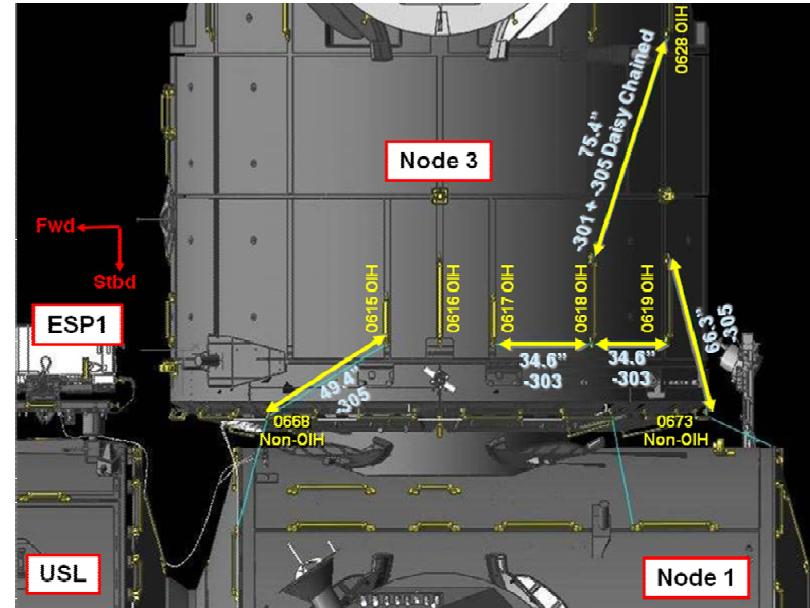 0628 OIH
75.4"
-301 + -305 Daisy Chained
Node 3
Fwd
Stbd
ESP1
0615 OIH
0616 OIH
0617 OIH
0618 OIH
0619 OIH
66.3"
-305
34.6"
-303
34.6"
-303
49.4"
-305
0668
Non-OIH
0673
Non-OIH
USL
Node 1